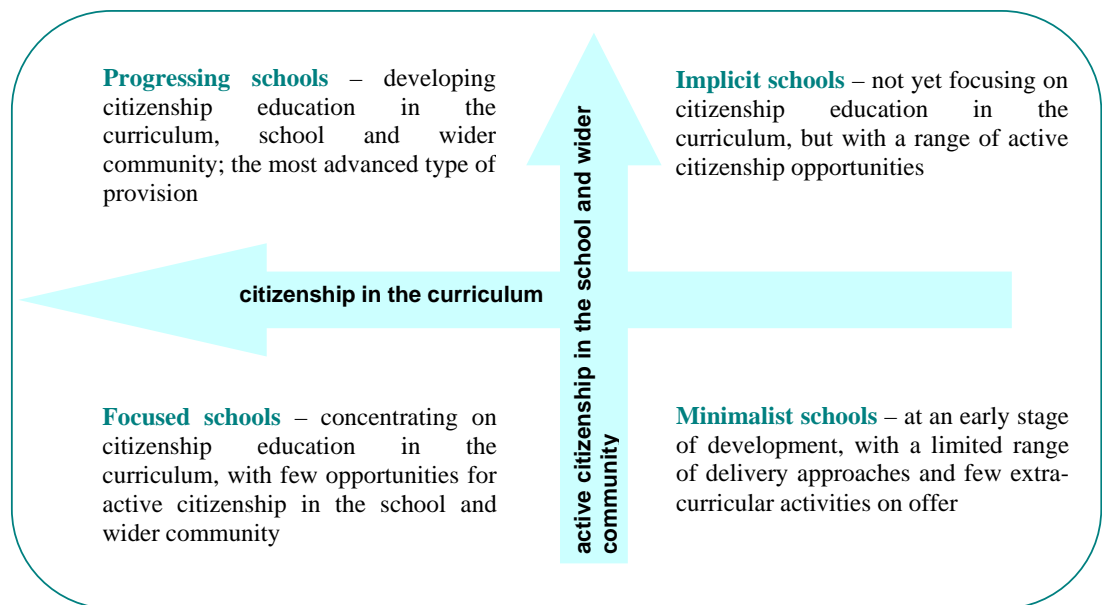 Progressing schools – developing
citizenship education in the
curriculum, school and wider
community; the most advanced type of
provision
Implicit schools – not yet focusing on
citizenship education in the
curriculum, but with a range of active
citizenship opportunities
active citizenship in the school and wider
community
citizenship in the curriculum
Focused schools – concentrating on
citizenship education in the
curriculum, with few opportunities for
active citizenship in the school and
wider community
Minimalist schools – at an early stage
of development, with a limited range
of delivery approaches and few extra-
curricular activities on offer